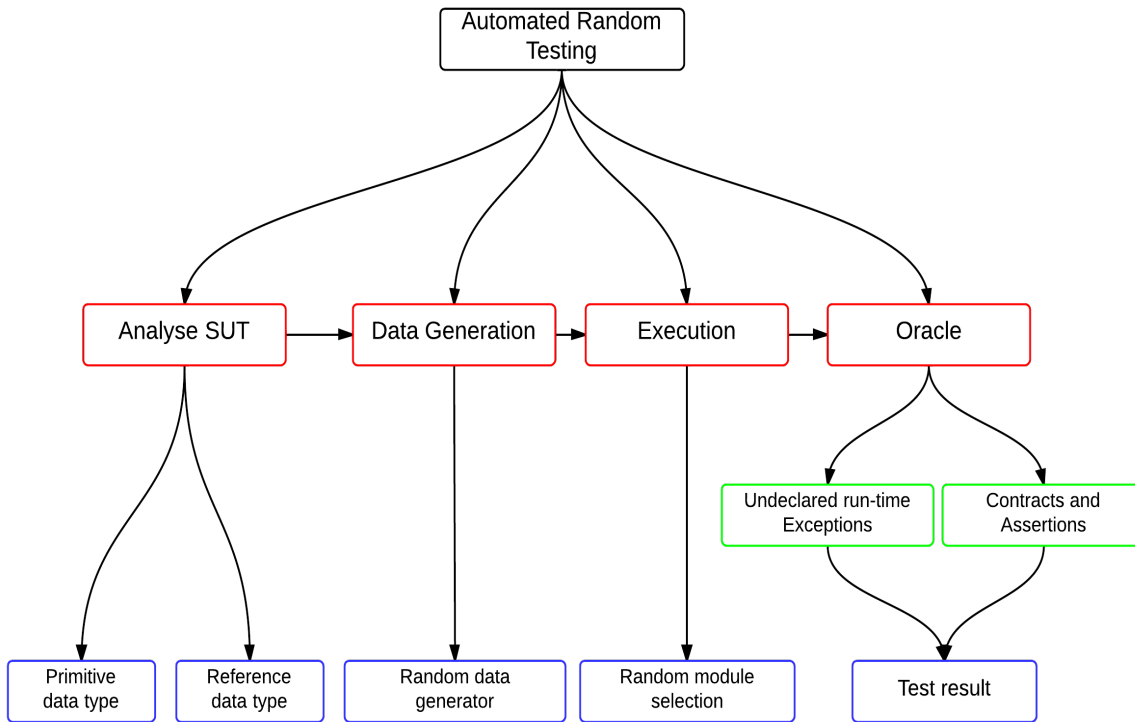 Automated Random
Testing
Analyse SUT
Data Generation
Execution
Oracle
Undeclared run-time
Exceptions
Contracts and
Assertions
Primitive
data type
Reference
data type
Random data
generator
Random module
selection
Test result